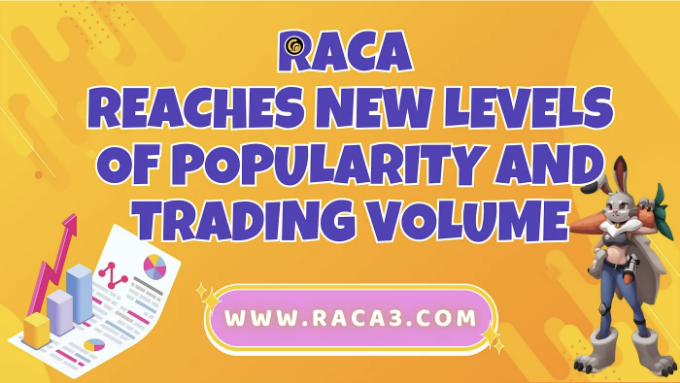 RACA
REACHES NEW LEVELS
OF POPULARITY AND
TRADING VOLUME
WWW.RACA3.COM